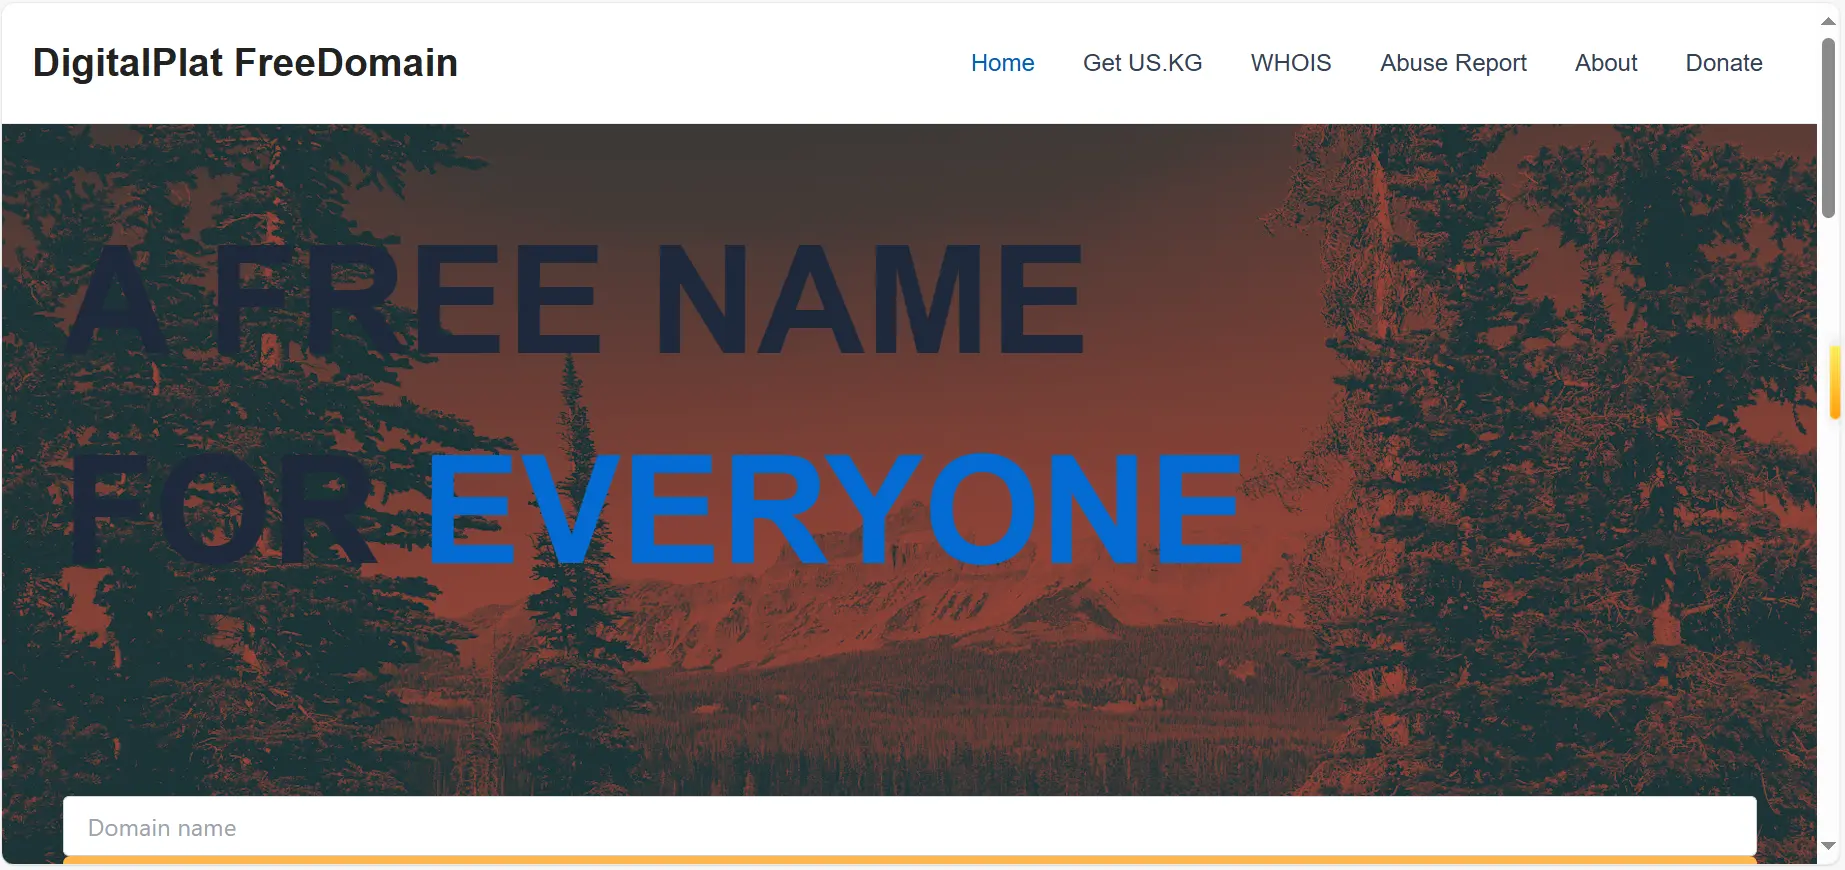 DigitalPlat FreeDomain
Home Get US.KG WHOIS Abuse Report About Donate
A FREE NAME
FOR EVERYONE
Domain name